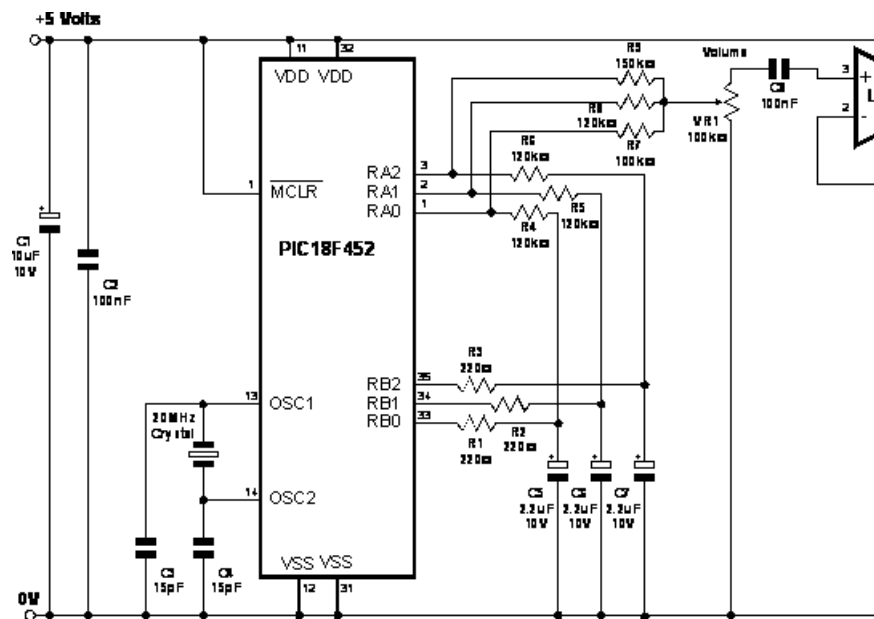 +5 Volts
11
32
VDD VDD
R9
150kΩ
R8
120kΩ
R7
100kΩ
Volume
VR1
100kΩ
C8
100nF
3
+
2
-
L
1
MCLR
RA2
3
RA1
2
RA0
1
R6
120kΩ
R5
120kΩ
R4
120kΩ
PIC18F452
+
C1
10uF
10V
C2
100nF
R3
220Ω
RB2
35
RB1
34
RB0
33
R1
220Ω
R2
220Ω
13
OSC1
20MHz
Crystal
14
OSC2
+
C5
2.2uF
10V
+
C6
2.2uF
10V
+
C7
2.2uF
10V
C3
15pF
C4
15pF
VSS VSS
12
31
0V